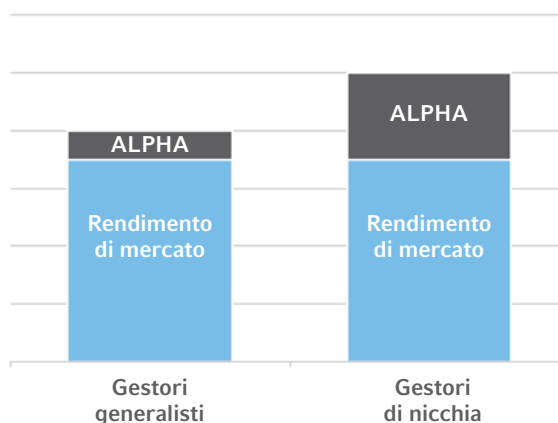 ALPHA
Rendimento
di mercato
ALPHA
Rendimento
di mercato
Gestori
generalisti
Gestori
di nicchia